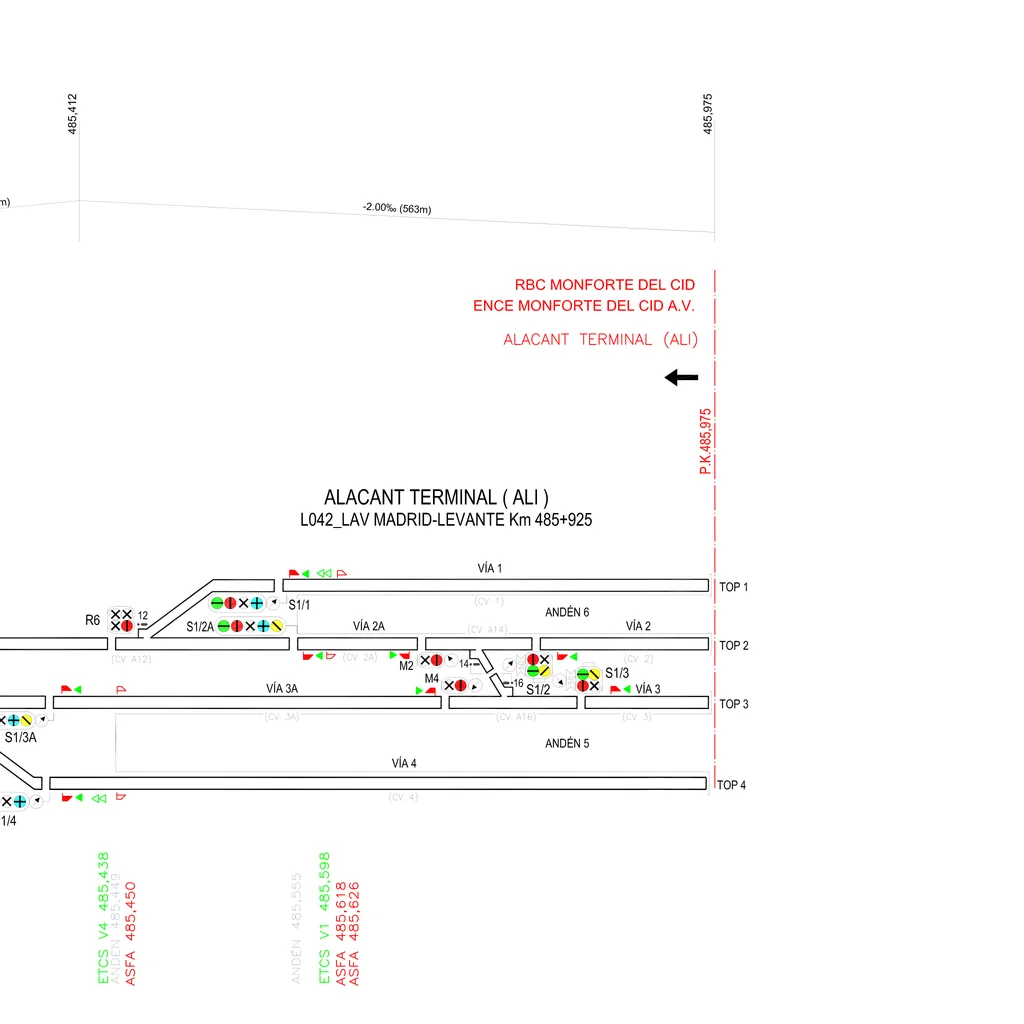 485,412
485,975
m)
-2.00‰ (563m)
RBC MONFORTE DEL CID
ENCE MONFORTE DEL CID A.V.
ALACANT TERMINAL (ALI)
P.K.485,975
ALACANT TERMINAL ( ALI )
L042_LAV MADRID-LEVANTE Km 485+925
VÍA 1
TOP 1
(CV 1)
S1/1
ANDÉN 6
R6
12
S1/2A
VÍA 2A
(CV A14)
VÍA 2
TOP 2
(CV A12)
(CV 2A)
M2
14
(CV 2)
M4
16
S1/2
S1/3
VÍA 3A
VÍA 3
TOP 3
(CV 3A)
(CV A16)
(CV 3)
S1/3A
ANDÉN 5
VÍA 4
TOP 4
(CV 4)
1/4
ETCS V4 485,438
ANDÉN 485,449
ASFA 485,450
ANDÉN 485,555
ETCS V1 485,598
ASFA 485,618
ASFA 485,626